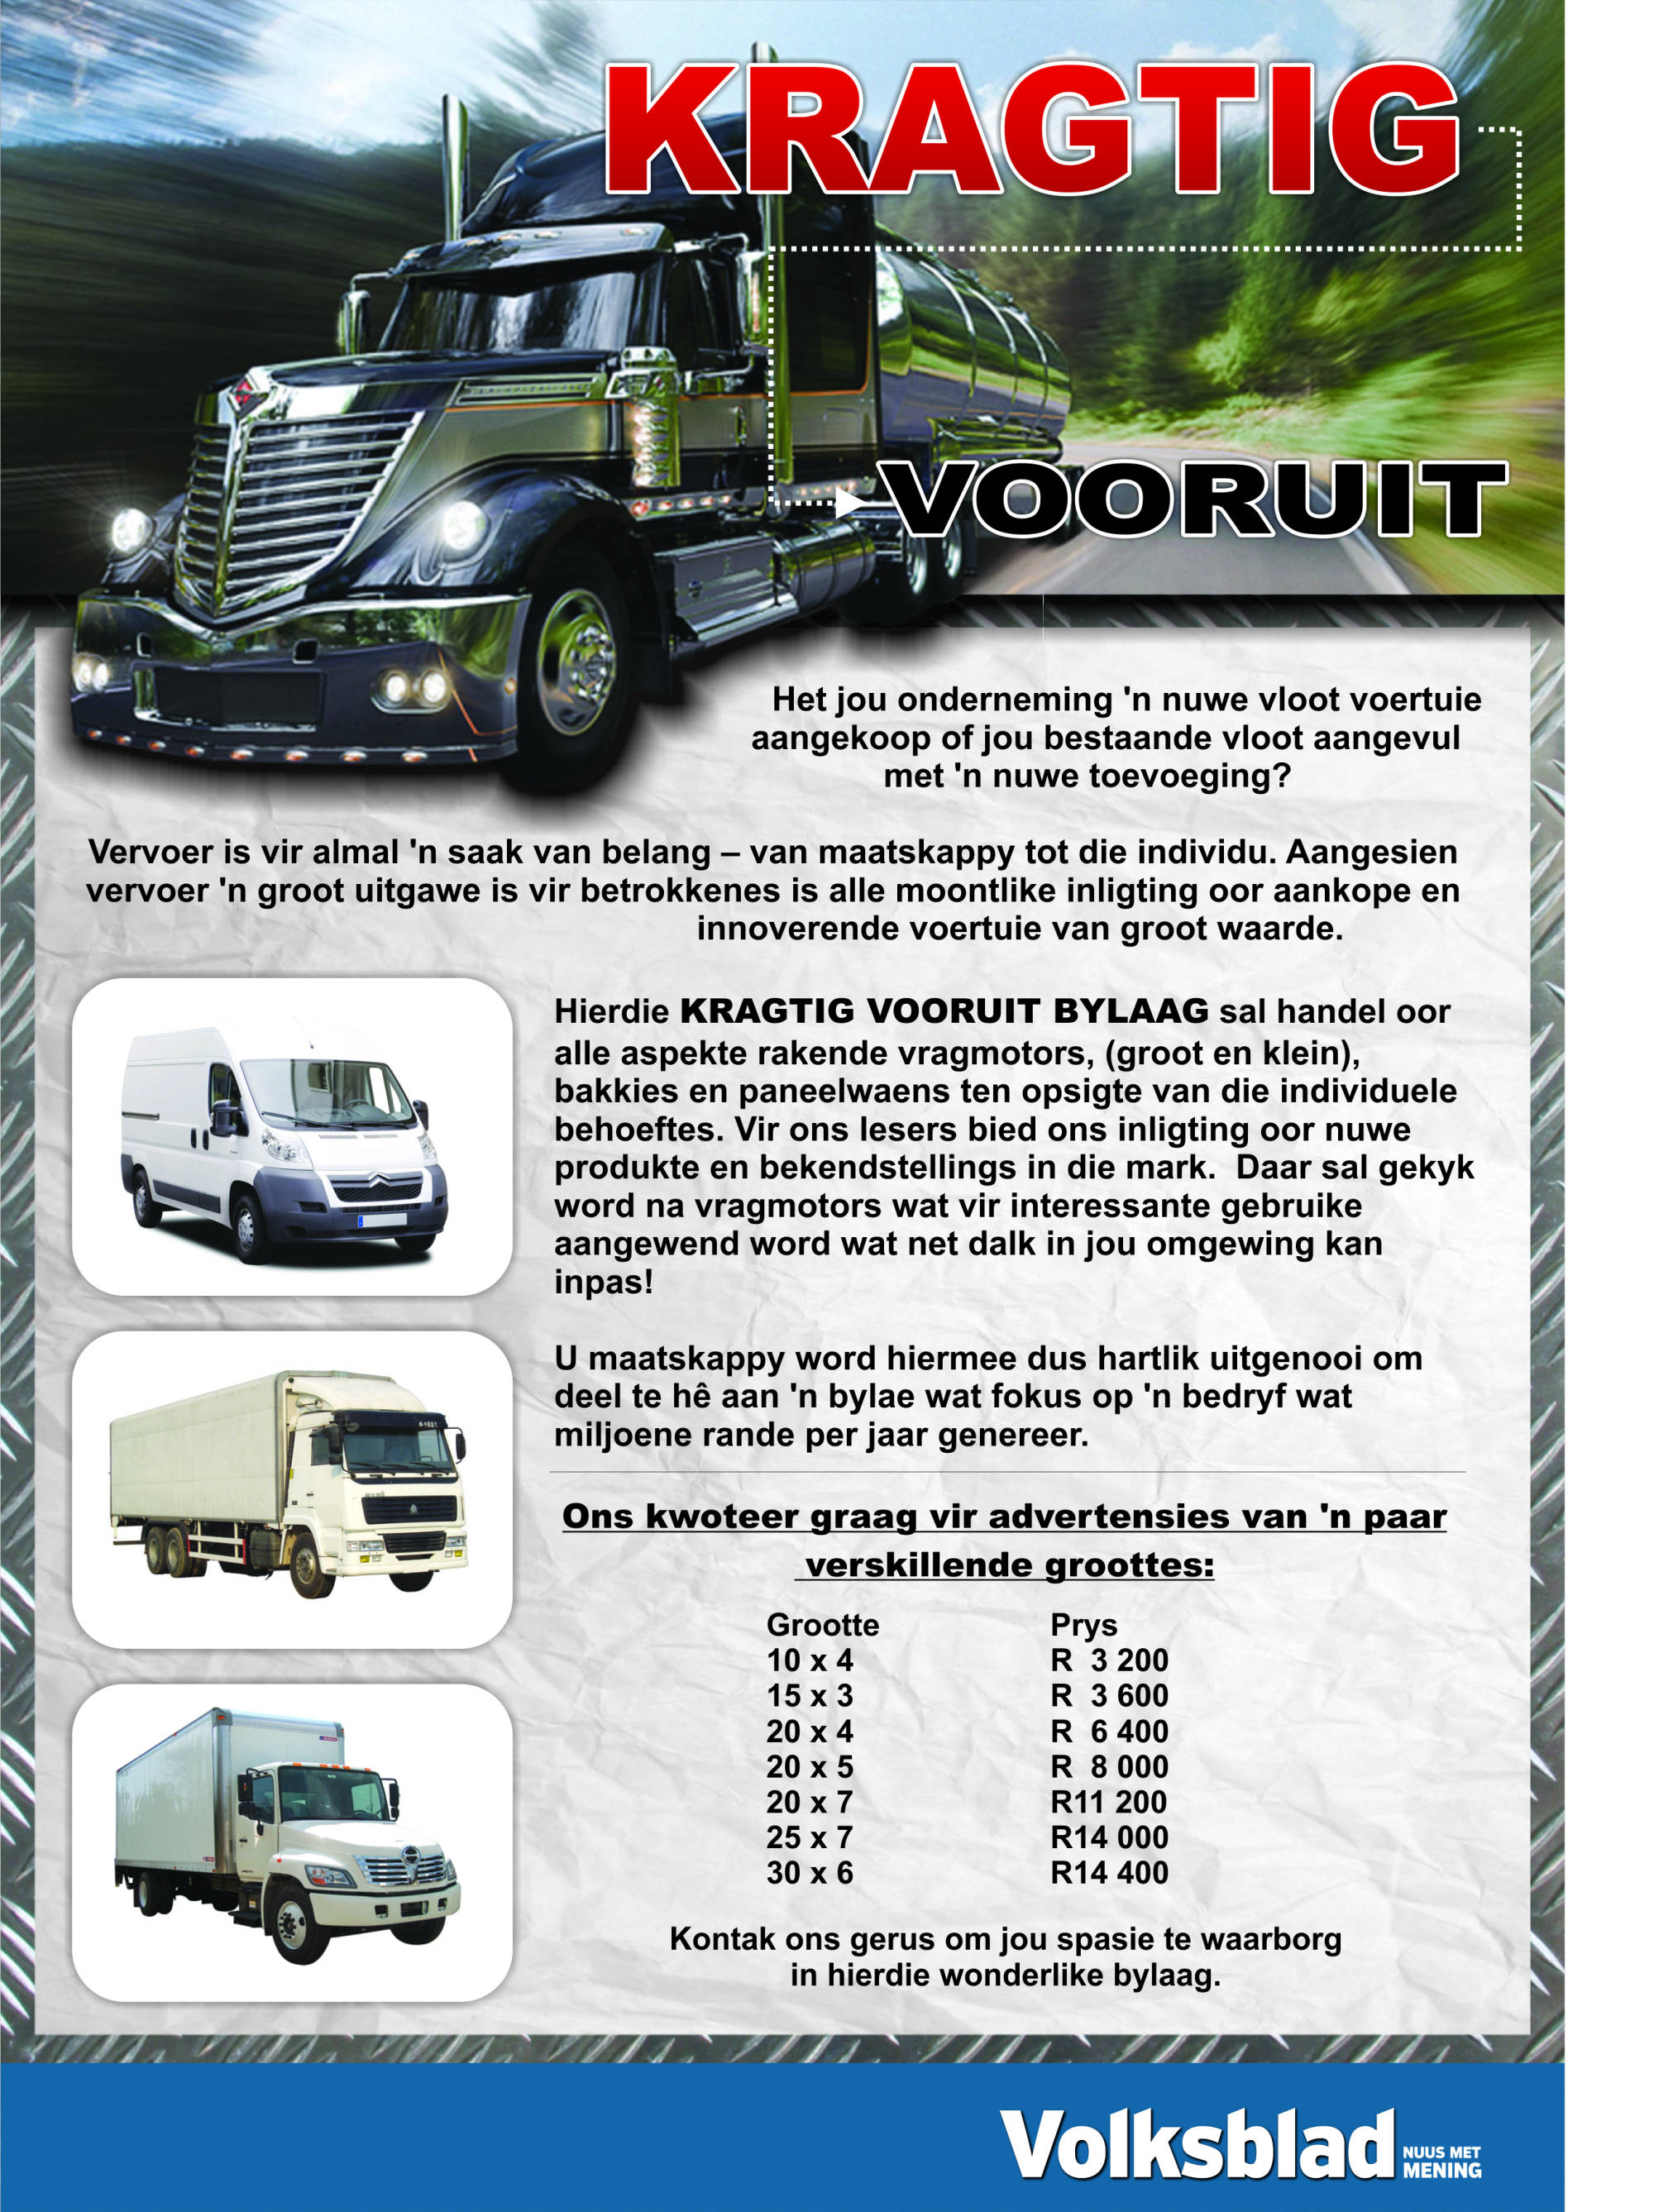 KRAGTIG
VOORUIT
Het jou onderneming 'n nuwe vloot voertuie
aangekoop of jou bestaande vloot aangevul
met 'n nuwe toevoeging?
Vervoer is vir almal 'n saak van belang – van maatskappy tot die individu. Aangesien
vervoer 'n groot uitgawe is vir betrokkenes is alle moontlike inligting oor aankope en
innoverende voertuie van groot waarde.
Hierdie KRAGTIG VOORUIT BYLAAG sal handel oor
alle aspekte rakende vragmotors, (groot en klein),
bakkies en paneelwaens ten opsigte van die individuele
behoeftes. Vir ons lesers bied ons inligting oor nuwe
produkte en bekendstellings in die mark.  Daar sal gekyk
word na vragmotors wat vir interessante gebruike
aangewend word wat net dalk in jou omgewing kan
inpas!
U maatskappy word hiermee dus hartlik uitgenooi om
deel te hê aan 'n bylae wat fokus op 'n bedryf wat
miljoene rande per jaar genereer.
Ons kwoteer graag vir advertensies van 'n paar
verskillende groottes:
Grootte Prys
10 x 4 R 3 200
15 x 3 R 3 600
20 x 4 R 6 400
20 x 5 R 8 000
20 x 7 R11 200
25 x 7 R14 000
30 x 6 R14 400
Kontak ons gerus om jou spasie te waarborg
in hierdie wonderlike bylaag.
Volksblad NUUS MET
MENING